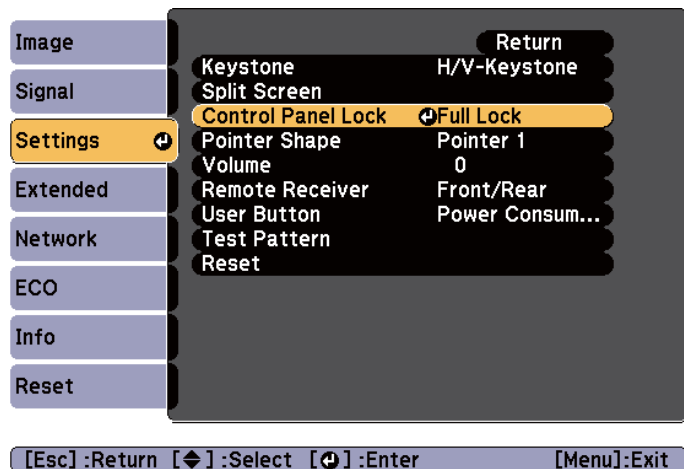 Image
Signal
Settings
Extended
Network
ECO
Info
Reset
Return
Keystone H/V-Keystone
Split Screen
Control Panel Lock Full Lock
Pointer Shape Pointer 1
Volume 0
Remote Receiver Front/Rear
User Button Power Consum...
Test Pattern
Reset
[Esc] :Return [◆] :Select [⏎] :Enter [Menu]:Exit